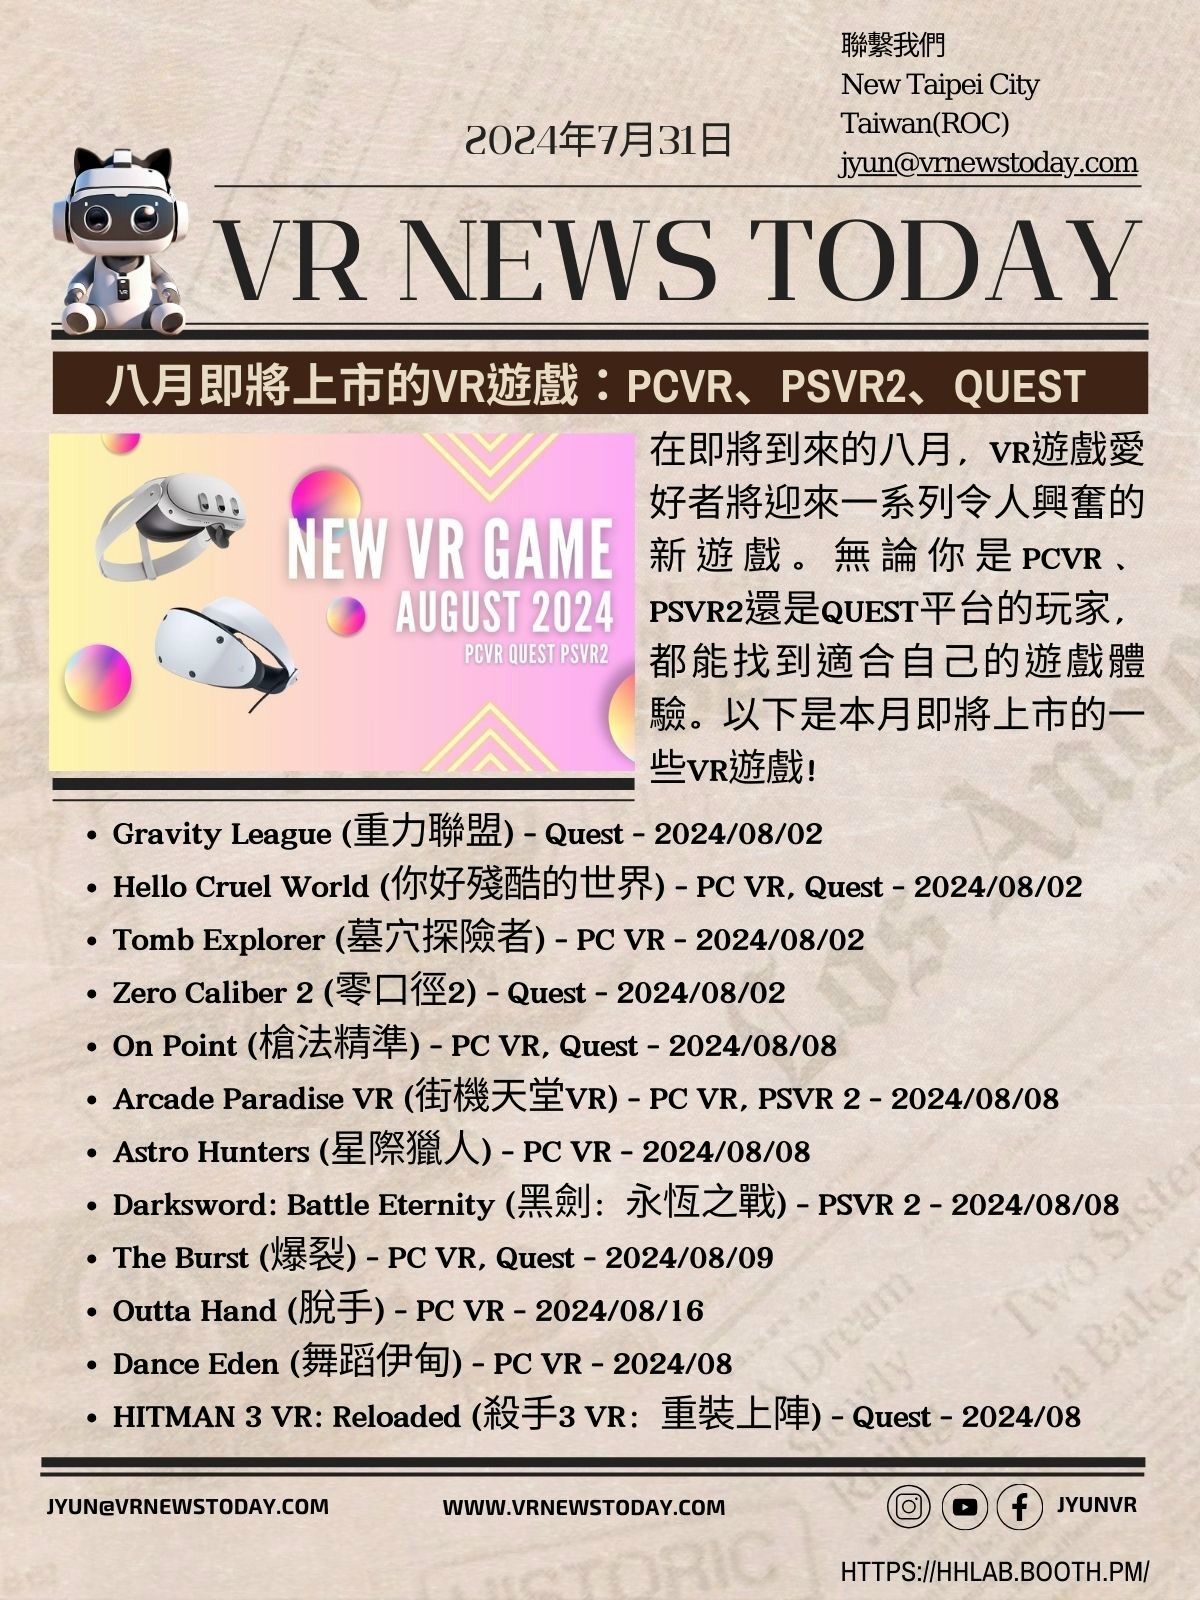 聯繫我們
New Taipei City
Taiwan(ROC)
jyun@vrnewstoday.com
2024年7月31日
VR NEWS TODAY
八月即將上市的VR遊戲：PCVR、PSVR2、QUEST
NEW VR GAME
AUGUST 2024
PCVR QUEST PSVR2
在即將到來的八月，VR遊戲愛
好者將迎來一系列令人興奮的
新遊戲。無論你是PCVR、
PSVR2還是QUEST平台的玩家，
都能找到適合自己的遊戲體
驗。以下是本月即將上市的一
些VR遊戲!
• Gravity League (重力聯盟) - Quest - 2024/08/02
• Hello Cruel World (你好殘酷的世界) - PC VR, Quest - 2024/08/02
• Tomb Explorer (墓穴探險者) - PC VR - 2024/08/02
• Zero Caliber 2 (零口徑2) - Quest - 2024/08/02
• On Point (槍法精準) - PC VR, Quest - 2024/08/08
• Arcade Paradise VR (街機天堂VR) - PC VR, PSVR 2 - 2024/08/08
• Astro Hunters (星際獵人) - PC VR - 2024/08/08
• Darksword: Battle Eternity (黑劍：永恆之戰) - PSVR 2 - 2024/08/08
• The Burst (爆裂) - PC VR, Quest - 2024/08/09
• Outta Hand (脫手) - PC VR - 2024/08/16
• Dance Eden (舞蹈伊甸) - PC VR - 2024/08
• HITMAN 3 VR: Reloaded (殺手3 VR：重裝上陣) - Quest - 2024/08
JYUN@VRNEWSTODAY.COM
WWW.VRNEWSTODAY.COM
JYUNVR
HTTPS://HHLAB.BOOTH.PM/